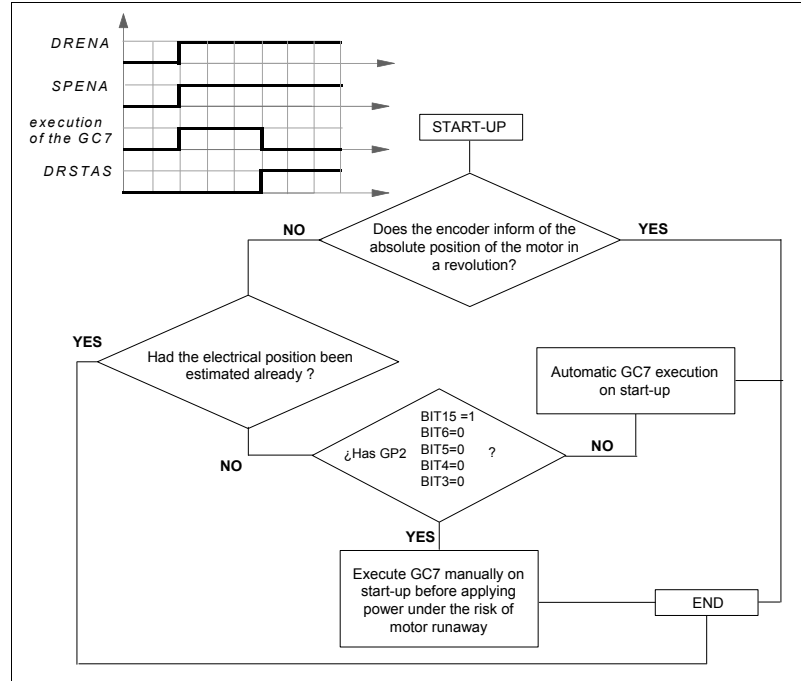 DRENA
SPENA
execution
of the GC7
DRSTAS
START-UP
Does the encoder inform of the
absolute position of the motor in
a revolution?
NO
YES
YES
Had the electrical position been
estimated already ?
NO
¿Has GP2
BIT15 =1
BIT6=0
BIT5=0
BIT4=0
BIT3=0
?
NO
Automatic GC7 execution
on start-up
YES
Execute GC7 manually on
start-up before applying
power under the risk of
motor runaway
END